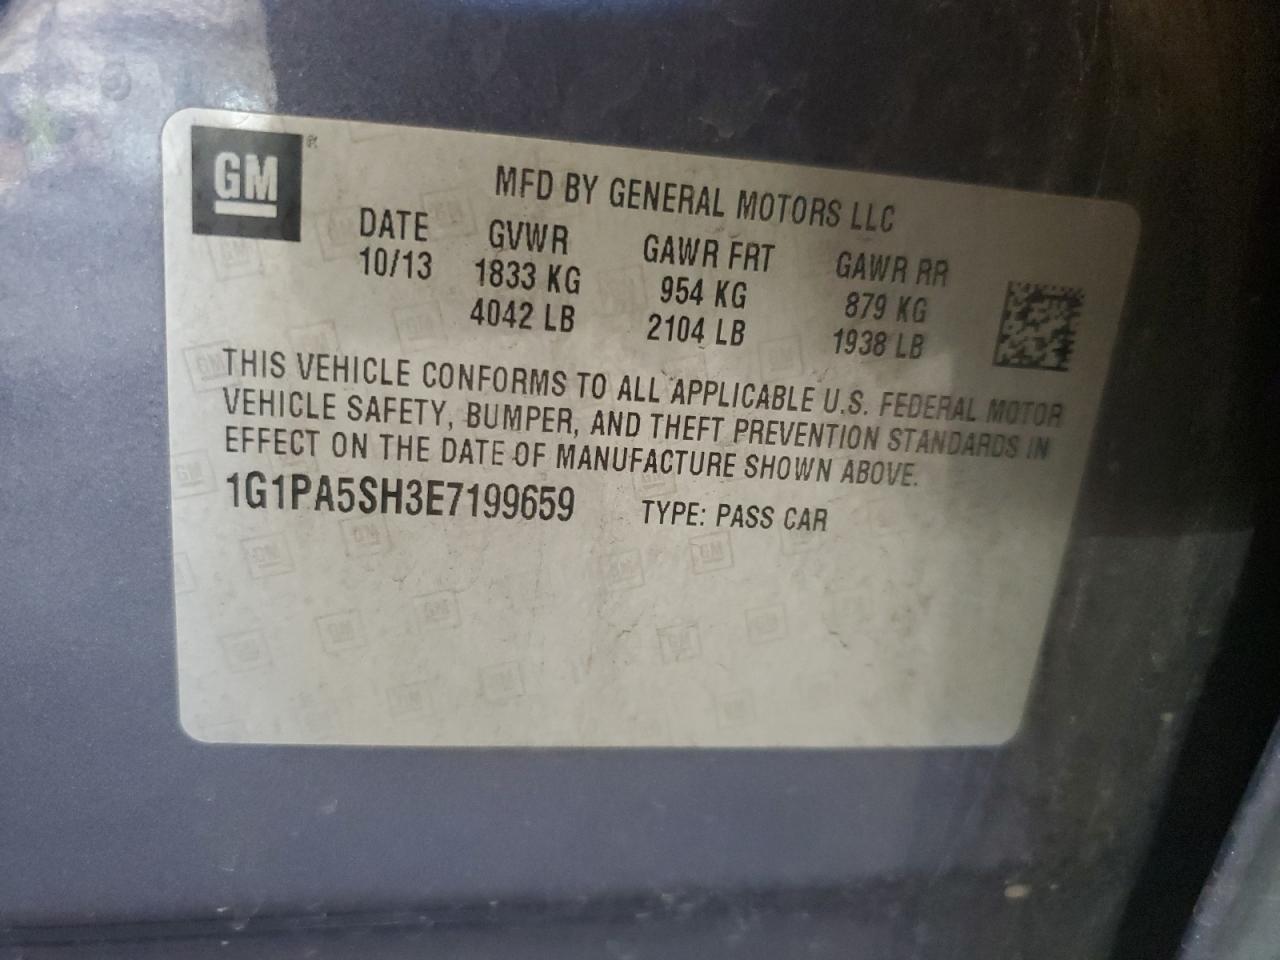 GM
MFD BY GENERAL MOTORS LLC
DATE GVWR GAWR FRT GAWR RR
10/13 1833 KG 954 KG 879 KG
4042 LB 2104 LB 1938 LB
THIS VEHICLE CONFORMS TO ALL APPLICABLE U.S. FEDERAL MOTOR
VEHICLE SAFETY, BUMPER, AND THEFT PREVENTION STANDARDS IN
EFFECT ON THE DATE OF MANUFACTURE SHOWN ABOVE.
1G1PA5SH3E7199659 TYPE: PASS CAR